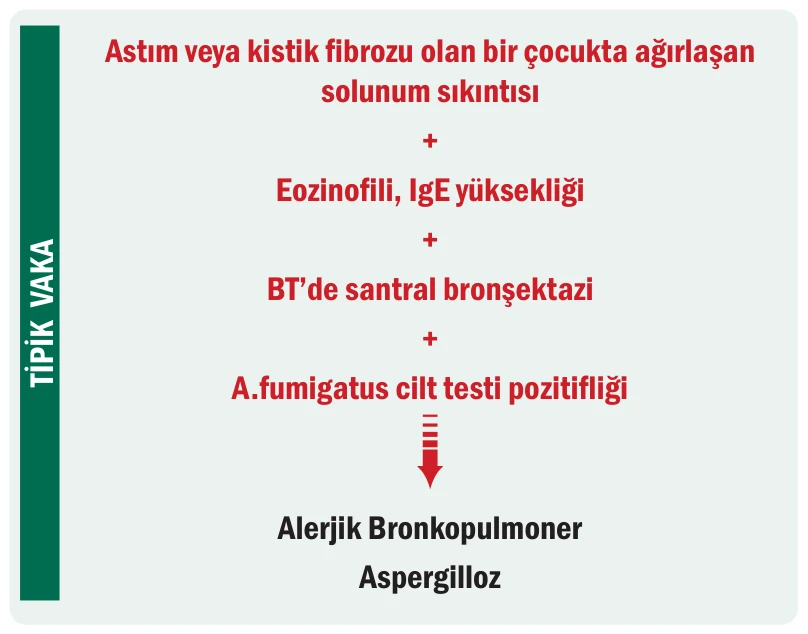 TİPİK VAKA
Astım veya kistik fibrozu olan bir çocukta ağırlaşan
solunum sıkıntısı
+
Eozinofili, IgE yüksekliği
+
BT’de santral bronşektazi
+
A.fumigatus cilt testi pozitifliği
Alerjik Bronkopulmoner
Aspergilloz